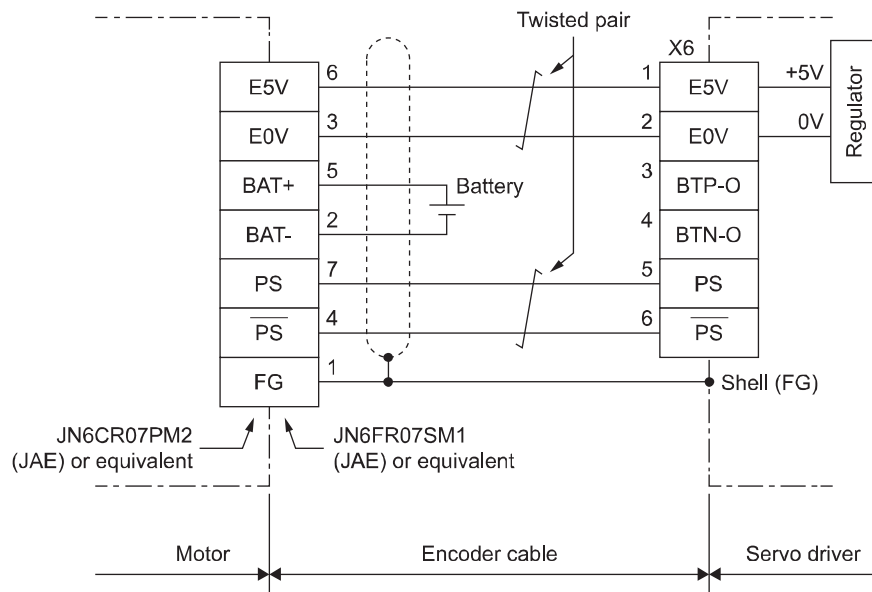 Twisted pair
X6
E5V 6 1 E5V +5V
E0V 3 2 E0V 0V
Regulator
BAT+ 5 Battery 3 BTP-O
BAT- 2 4 BTN-O
PS 7 5 PS
P̅S̅ 4 6 P̅S̅
FG 1 Shell (FG)
JN6CR07PM2
(JAE) or equivalent
JN6FR07SM1
(JAE) or equivalent
Motor Encoder cable Servo driver